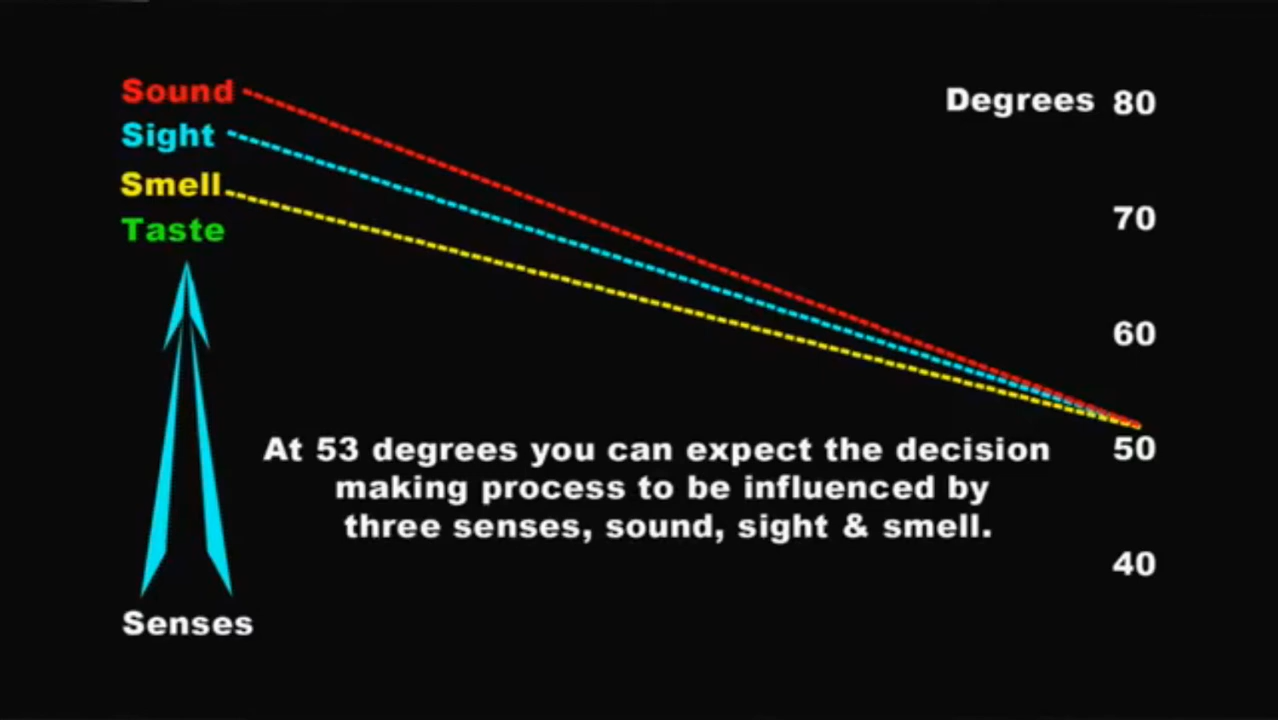 Sound
Sight
Smell
Taste
Senses
Degrees 80
70
60
50
40
At 53 degrees you can expect the decision
making process to be influenced by
three senses, sound, sight & smell.